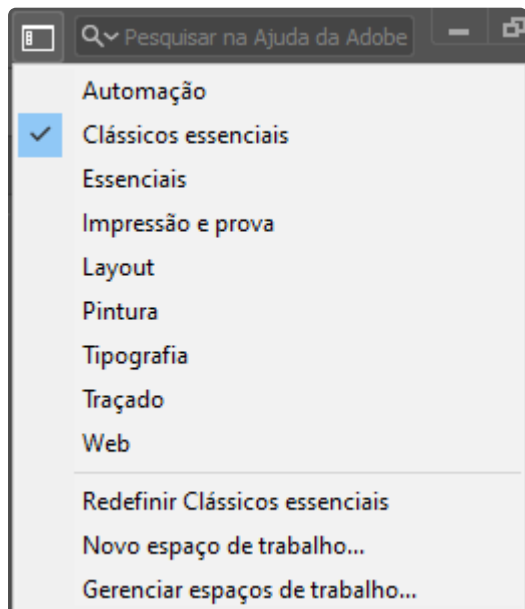 Pesquisar na Ajuda da Adobe
Automação
Clássicos essenciais
Essenciais
Impressão e prova
Layout
Pintura
Tipografia
Traçado
Web
Redefinir Clássicos essenciais
Novo espaço de trabalho...
Gerenciar espaços de trabalho...